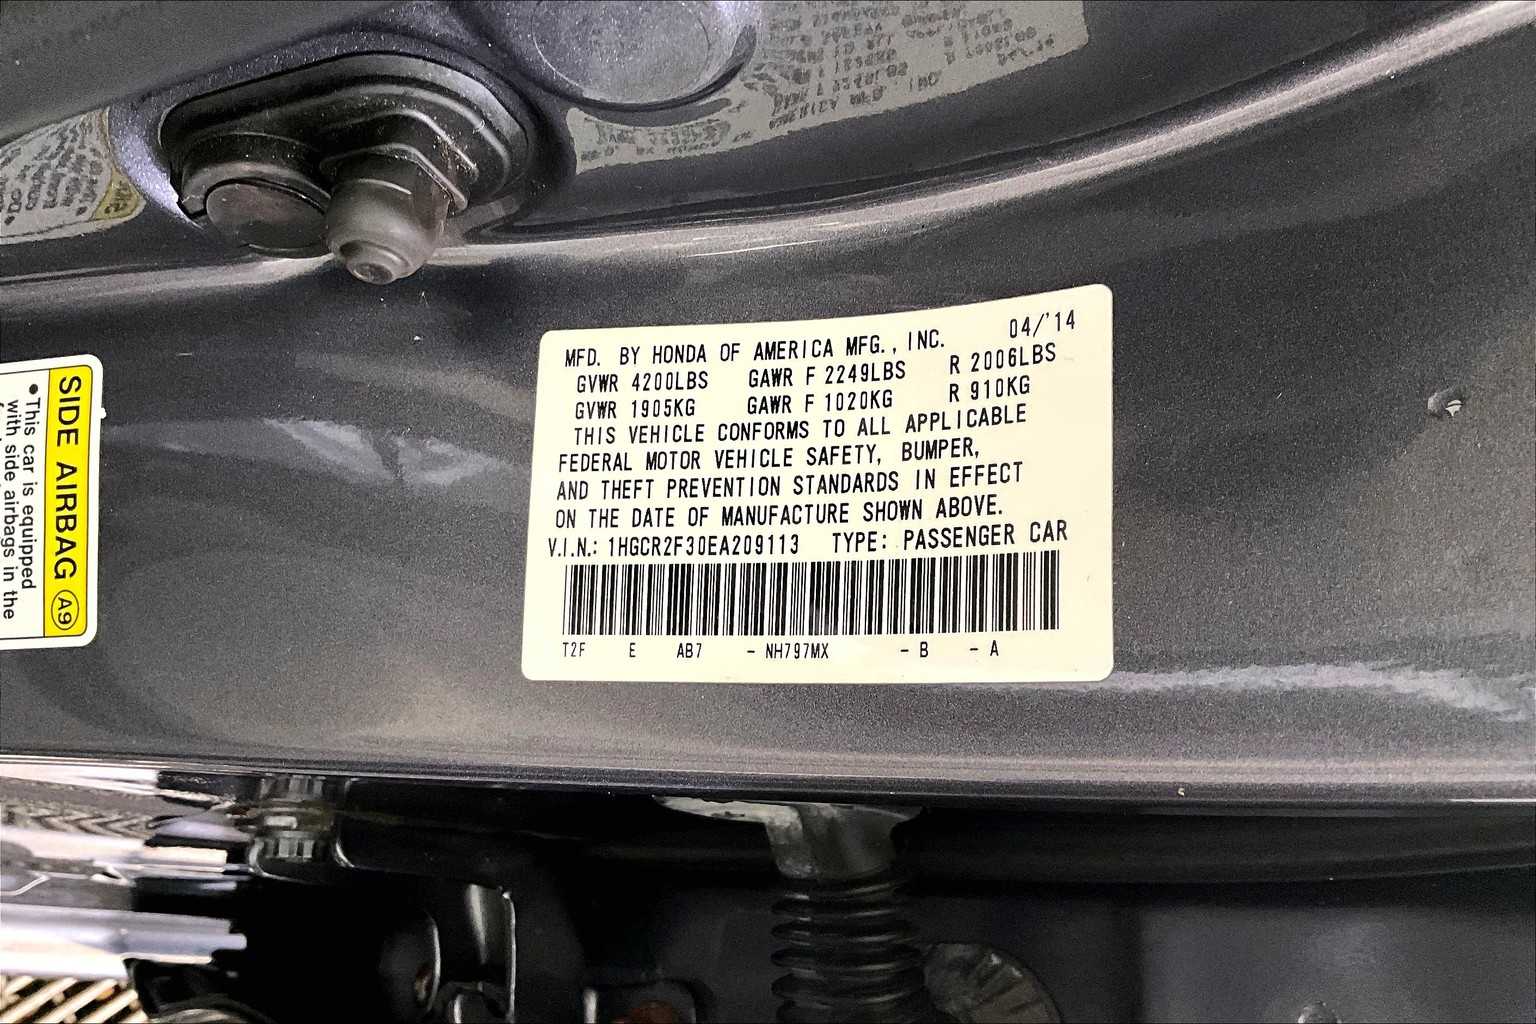 MFD. BY HONDA OF AMERICA MFG., INC. 04/'14
GVWR 4200LBS GAWR F 2249LBS R 2006LBS
GVWR 1905KG GAWR F 1020KG R 910KG
THIS VEHICLE CONFORMS TO ALL APPLICABLE
FEDERAL MOTOR VEHICLE SAFETY, BUMPER,
AND THEFT PREVENTION STANDARDS IN EFFECT
ON THE DATE OF MANUFACTURE SHOWN ABOVE.
V.I.N.: 1HGCR2F30EA209113 TYPE: PASSENGER CAR
T2F E AB7 - NH797MX - B - A
SIDE AIRBAG A9
•This car is equipped
with side airbags in the